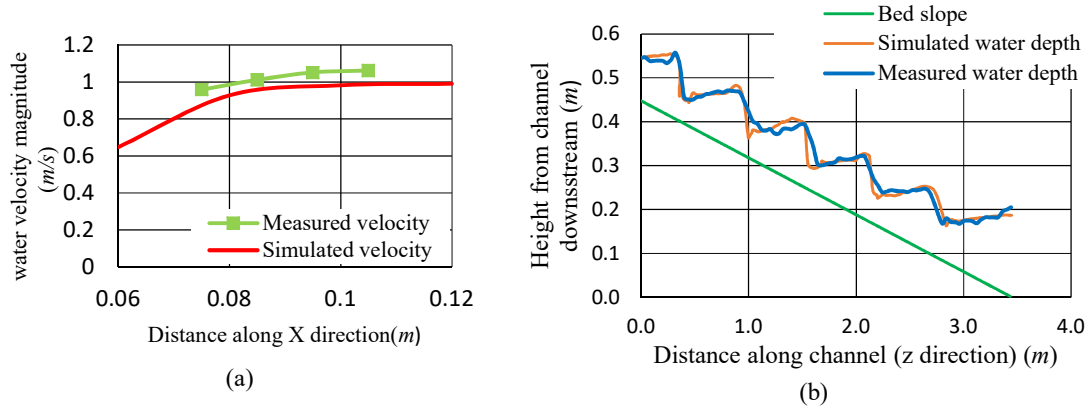 water velocity magnitude
(m/s)
1.2
1
0.8
0.6
0.4
0.2
0
Measured velocity
Simulated velocity
0.06
0.08
0.1
0.12
Distance along X direction(m)
(a)
Bed slope
Simulated water depth
Measured water depth
Height from channel
downsstream (m)
0.6
0.5
0.4
0.3
0.2
0.1
0.0
0.0
1.0
2.0
3.0
4.0
Distance along channel (z direction) (m)
(b)